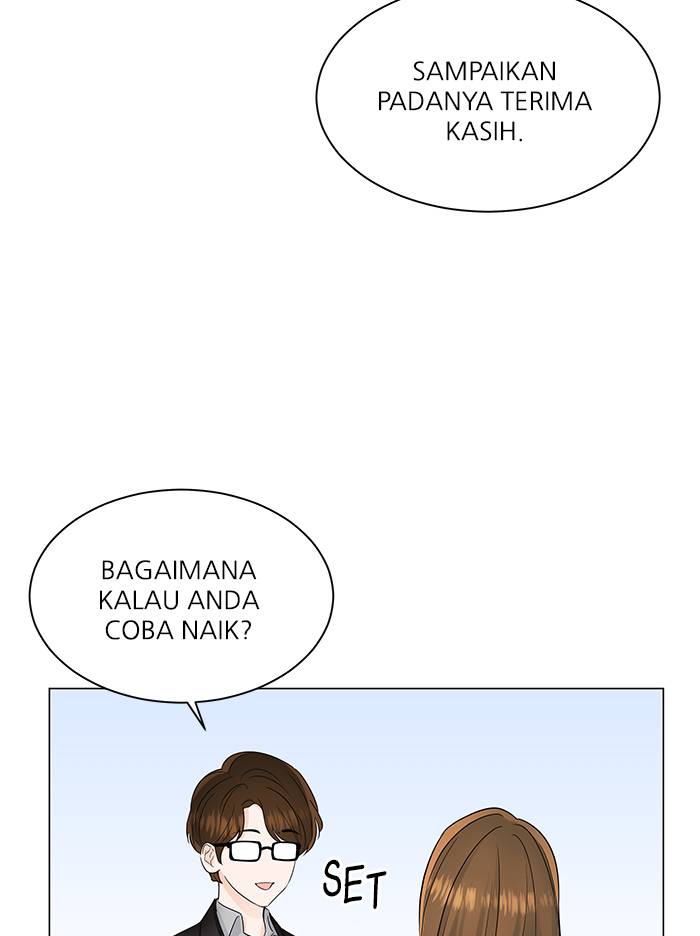 SAMPAIKAN
PADANYA TERIMA
KASIH.
BAGAIMANA
KALAU ANDA
COBA NAIK?
SET